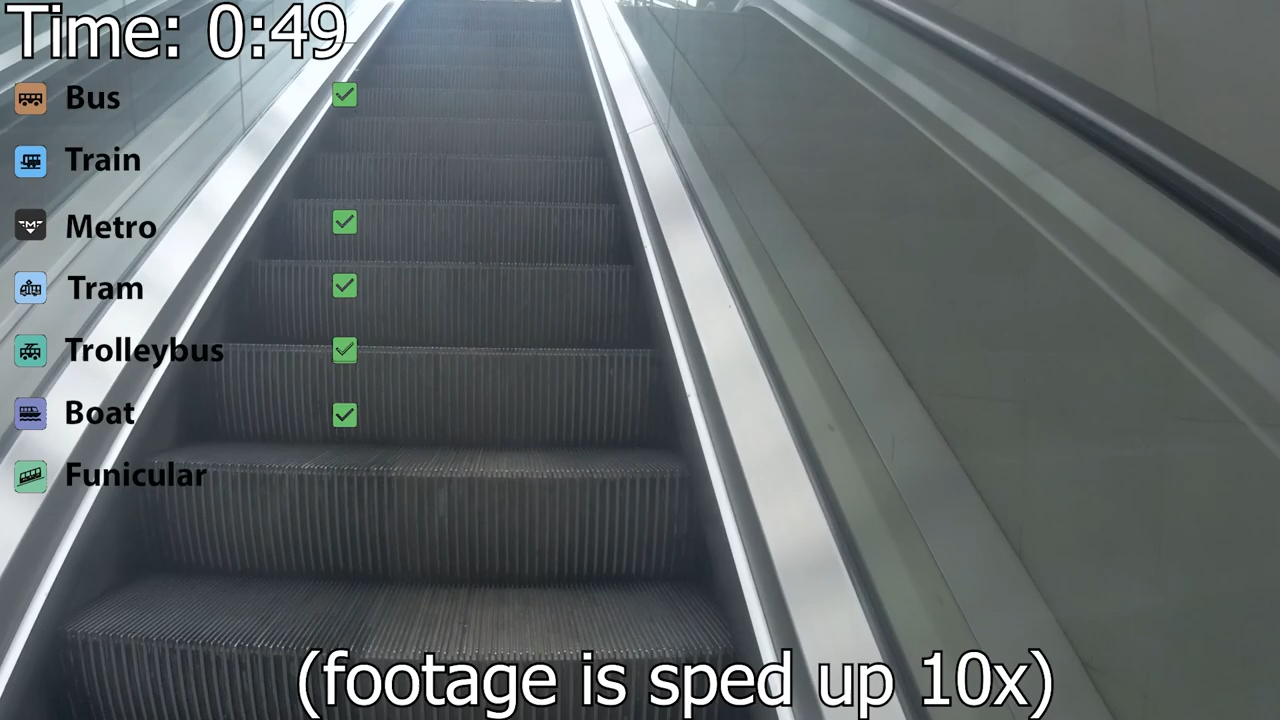 Time: 0:49
Bus
Train
Metro
Tram
Trolleybus
Boat
Funicular
(footage is sped up 10x)